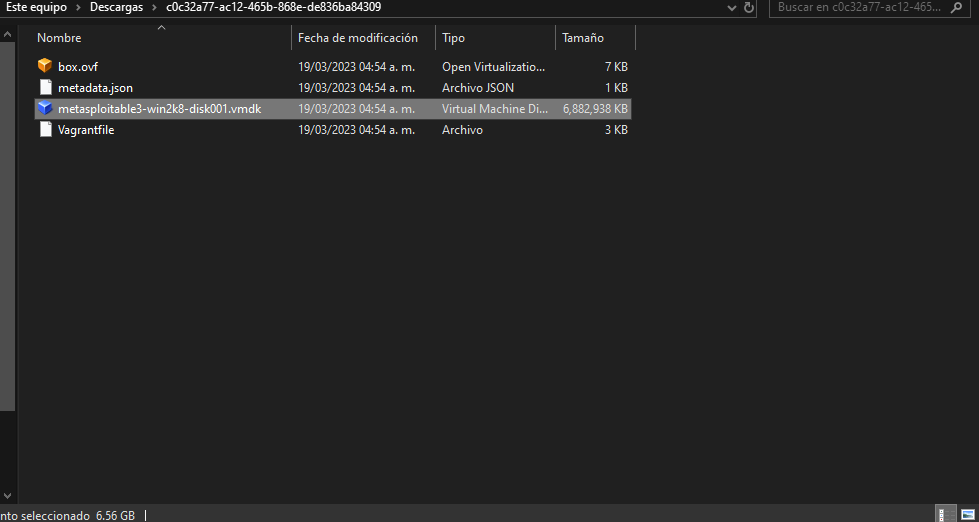 Este equipo > Descargas > c0c32a77-ac12-465b-868e-de836ba84309 Buscar en c0c32a77-ac12-465...
Nombre Fecha de modificación Tipo Tamaño
box.ovf 19/03/2023 04:54 a. m. Open Virtualizatio... 7 KB
metadata.json 19/03/2023 04:54 a. m. Archivo JSON 1 KB
metasploitable3-win2k8-disk001.vmdk 19/03/2023 04:54 a. m. Virtual Machine Di... 6,882,938 KB
Vagrantfile 19/03/2023 04:54 a. m. Archivo 3 KB
nto seleccionado 6.56 GB